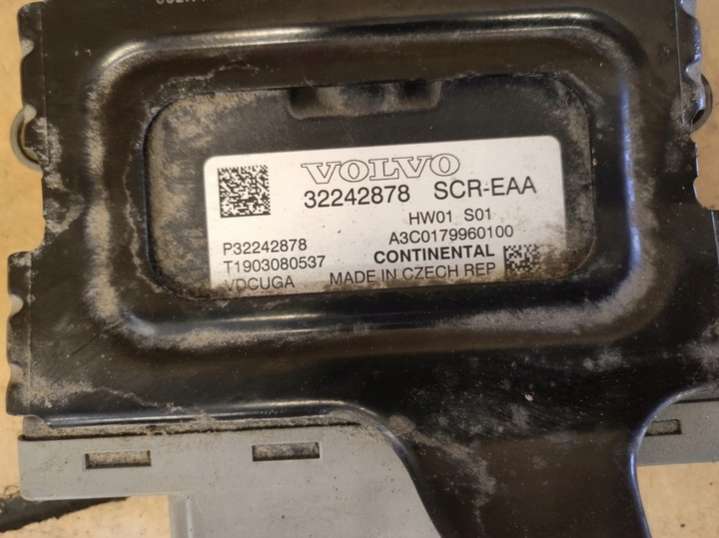 VOLVO
32242878 SCR-EAA
HW01 S01
P32242878 A3C0179960100
T1903080537 CONTINENTAL
VDCUGA MADE IN CZECH REP